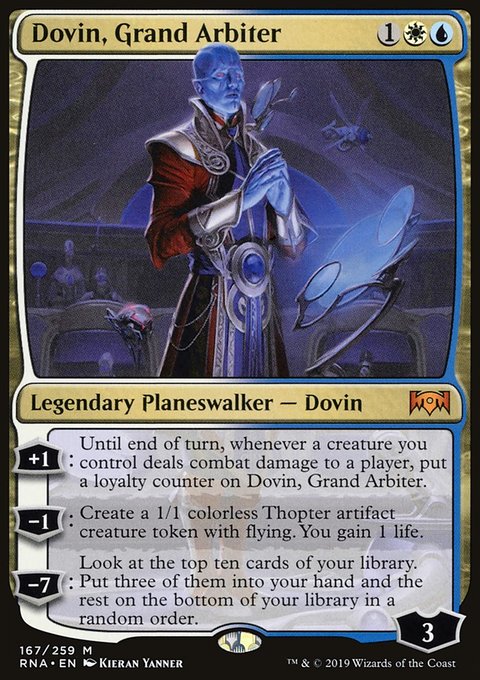 Dovin, Grand Arbiter 1
Legendary Planeswalker — Dovin
+1 : Until end of turn, whenever a creature you
control deals combat damage to a player, put
a loyalty counter on Dovin, Grand Arbiter.
-1 : Create a 1/1 colorless Thopter artifact
creature token with flying. You gain 1 life.
Look at the top ten cards of your library.
-7 : Put three of them into your hand and the
rest on the bottom of your library in a
random order.
3
167/259 M
RNA • EN Kieran Yanner
™ & © 2019 Wizards of the Coast